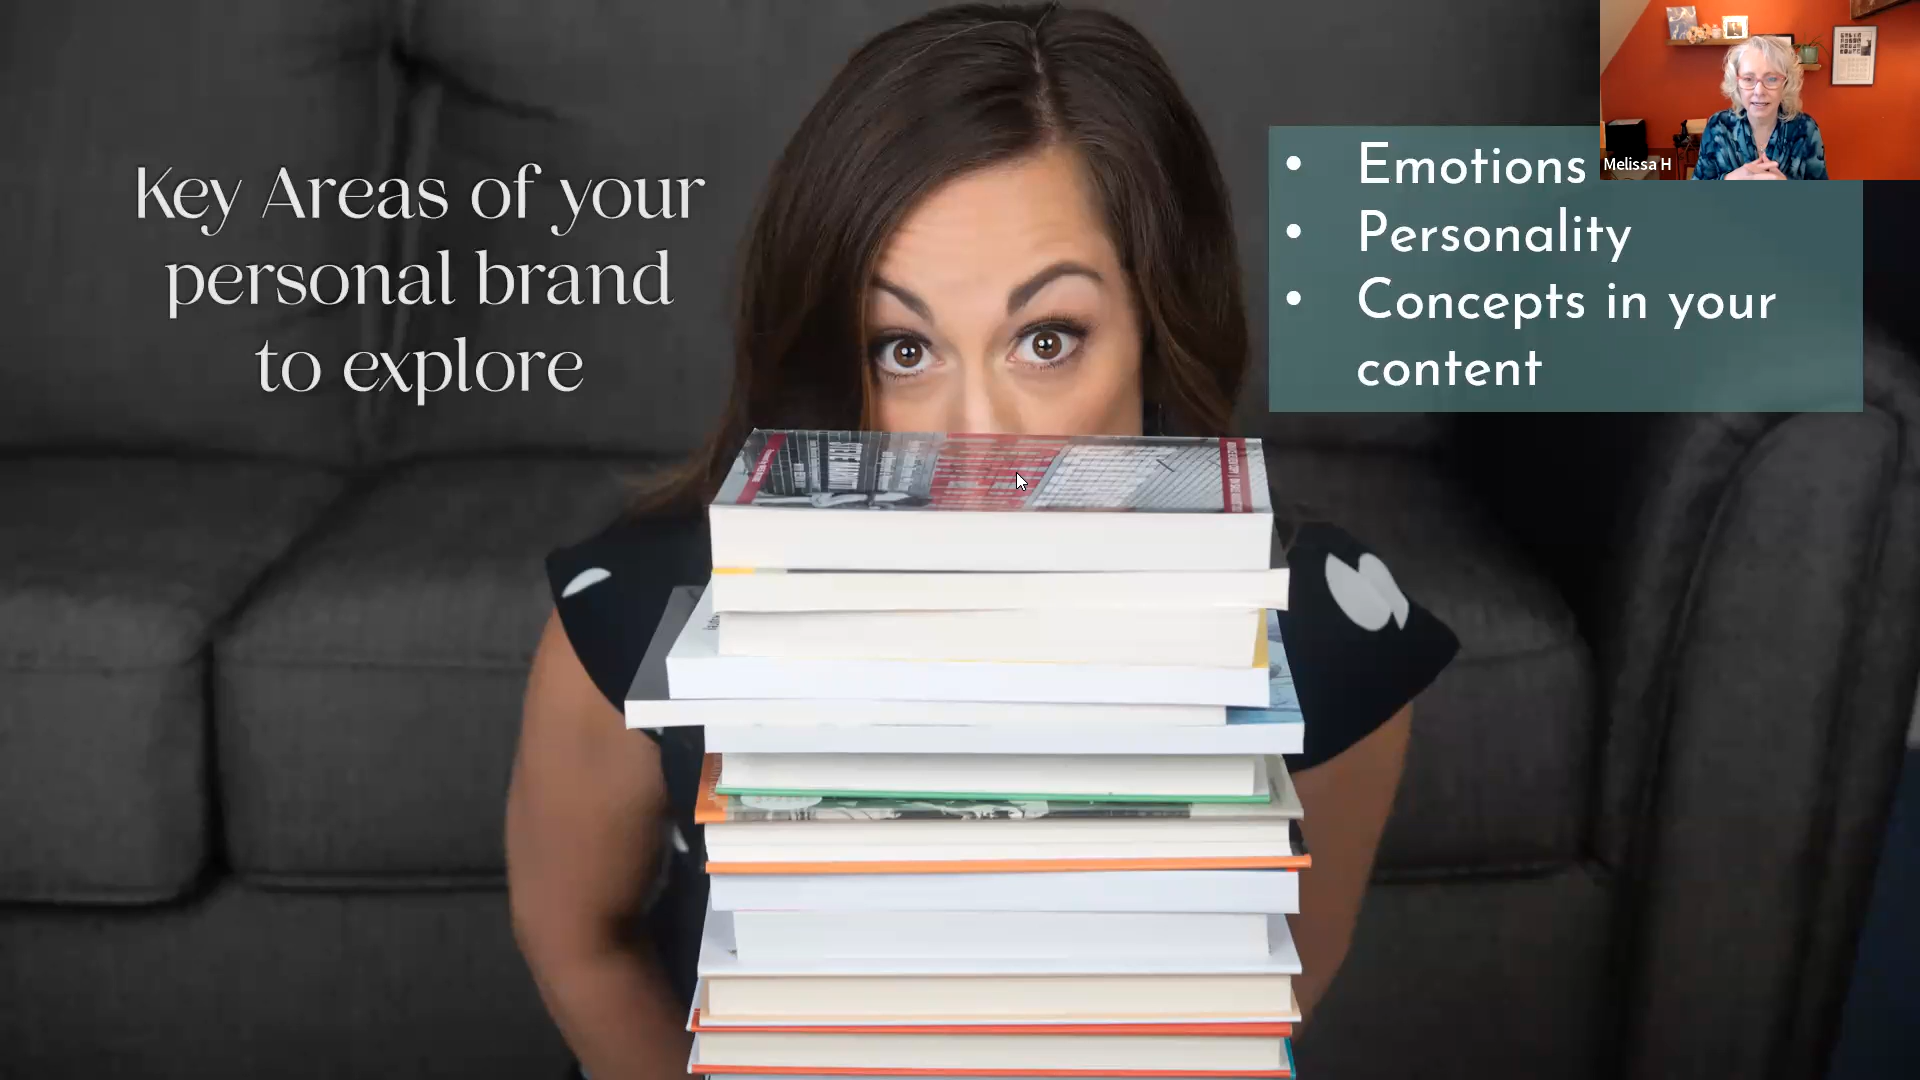 Key Areas of your
personal brand
to explore
• Emotions
• Personality
• Concepts in your
content
Melissa H